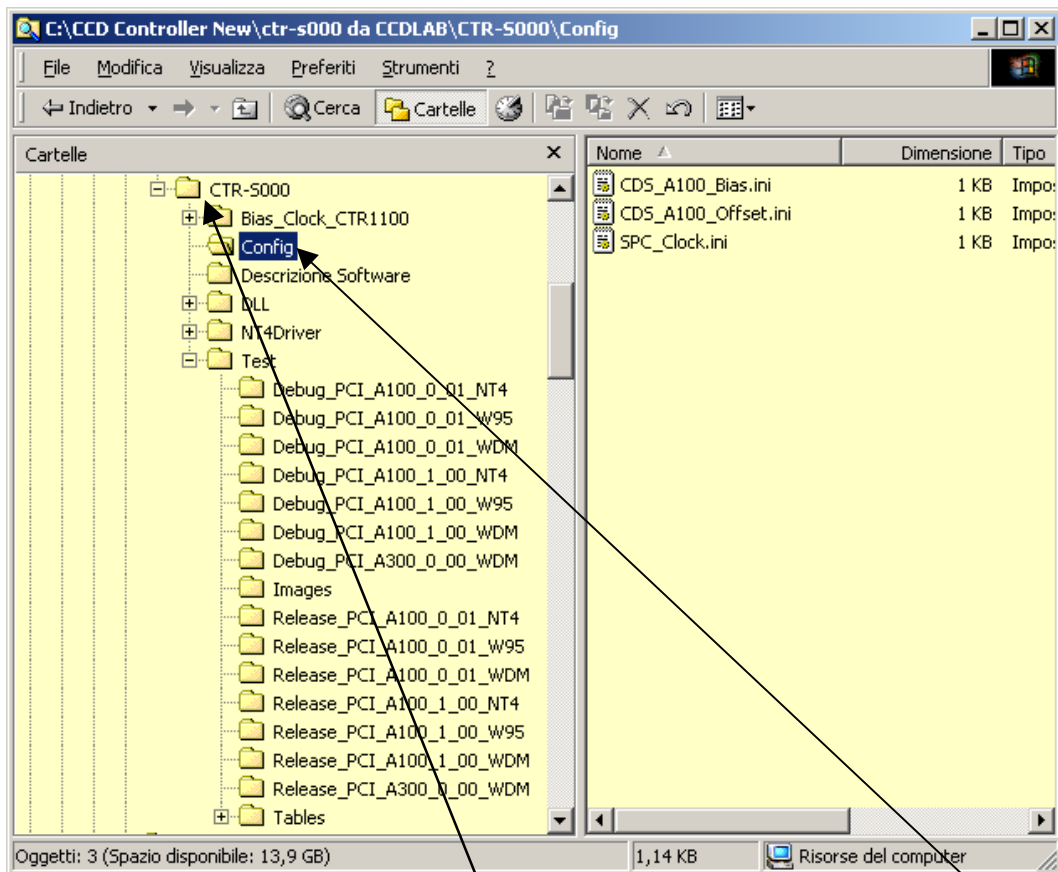 C:\CCD Controller New\ctr-s000 da CCDLAB\CTR-S000\Config
File Modifica Visualizza Preferiti Strumenti ?
Indietro Cerca Cartelle
Cartelle
CTR-S000
Bias_Clock_CTR1100
Config
Descrizione Software
DLL
NT4Driver
Test
Debug_PCI_A100_0_01_NT4
Debug_PCI_A100_0_01_W95
Debug_PCI_A100_0_01_WDM
Debug_PCI_A100_1_00_NT4
Debug_PCI_A100_1_00_W95
Debug_PCI_A100_1_00_WDM
Debug_PCI_A300_0_00_WDM
Images
Release_PCI_A100_0_01_NT4
Release_PCI_A100_0_01_W95
Release_PCI_A100_0_01_WDM
Release_PCI_A100_1_00_NT4
Release_PCI_A100_1_00_W95
Release_PCI_A100_1_00_WDM
Release_PCI_A300_0_00_WDM
Tables
Nome Dimensione Tipo
CDS_A100_Bias.ini 1 KB Impo
CDS_A100_Offset.ini 1 KB Impo
SPC_Clock.ini 1 KB Impo
Oggetti: 3 (Spazio disponibile: 13,9 GB) 1,14 KB Risorse del computer